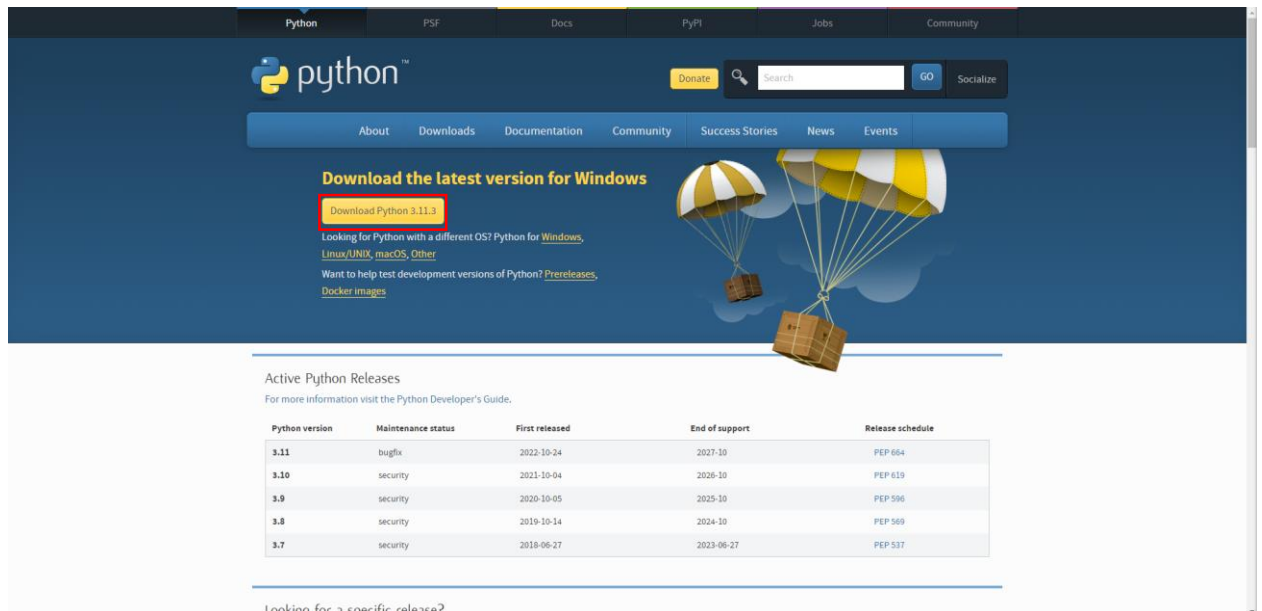 Python PSF Docs PyPI Jobs Community
python™
Donate Search GO Socialize
About Downloads Documentation Community Success Stories News Events
Download the latest version for Windows
Download Python 3.11.3
Looking for Python with a different OS? Python for Windows,
Linux/UNIX, macOS, Other
Want to help test development versions of Python? Prereleases,
Docker images
Active Python Releases
For more information visit the Python Developer's Guide.
Python version Maintenance status First released End of support Release schedule
3.11 bugfix 2022-10-24 2027-10 PEP 664
3.10 security 2021-10-04 2026-10 PEP 619
3.9 security 2020-10-05 2025-10 PEP 596
3.8 security 2019-10-14 2024-10 PEP 569
3.7 security 2018-06-27 2023-06-27 PEP 537
Looking for a specific release?